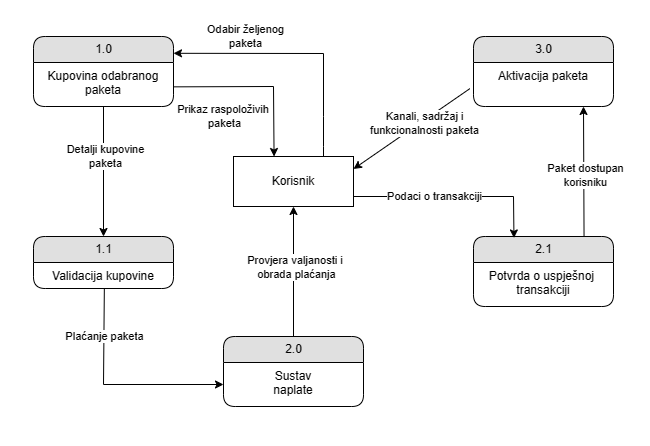 Odabir željenog
paketa
1.0
Kupovina odabranog
paketa
3.0
Aktivacija paketa
Prikaz raspoloživih
paketa
Kanali, sadržaj i
funkcionalnosti paketa
Detalji kupovine
paketa
Korisnik
Paket dostupan
korisniku
Podaci o transakciji
1.1
Validacija kupovine
Provjera valjanosti i
obrada plaćanja
2.1
Potvrda o uspješnoj
transakciji
Plaćanje paketa
2.0
Sustav
naplate